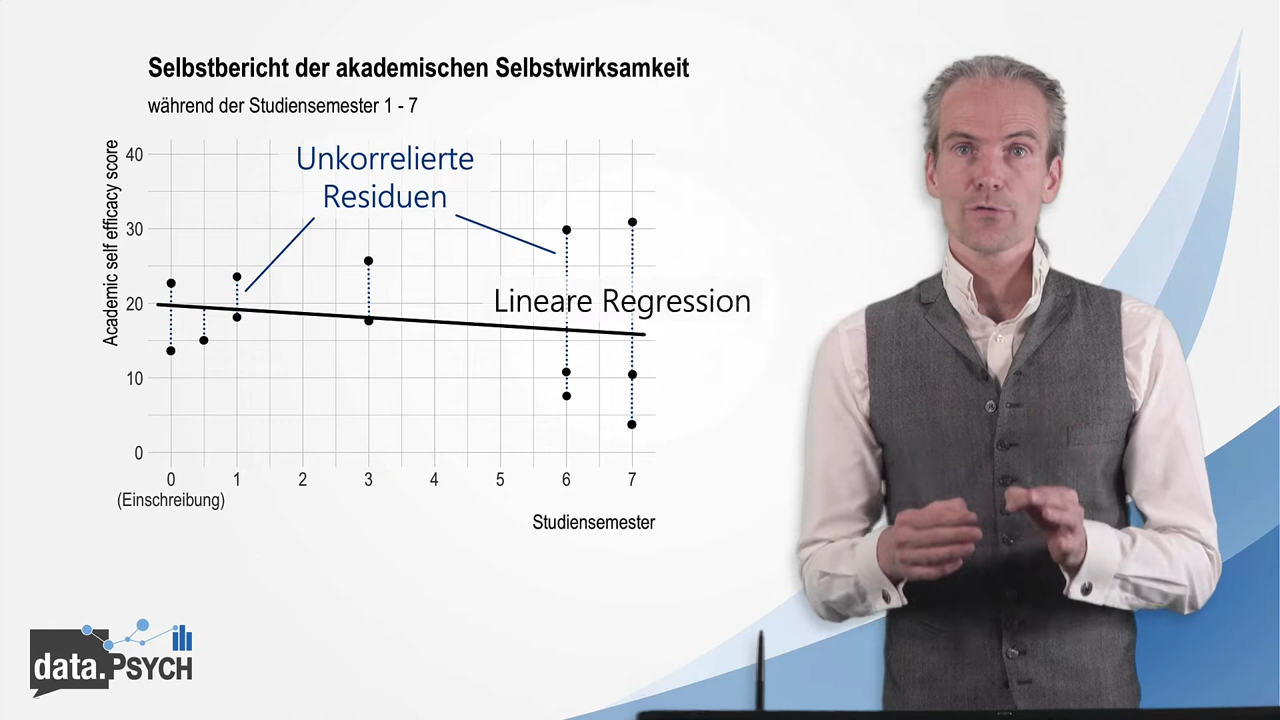 Selbstbericht der akademischen Selbstwirksamkeit
während der Studiensemester 1 - 7
Academic self efficacy score
40
30
20
10
0
Unkorrelierte
Residuen
Lineare Regression
0 1 2 3 4 5 6 7
(Einschreibung)
Studiensemester
data.PSYCH